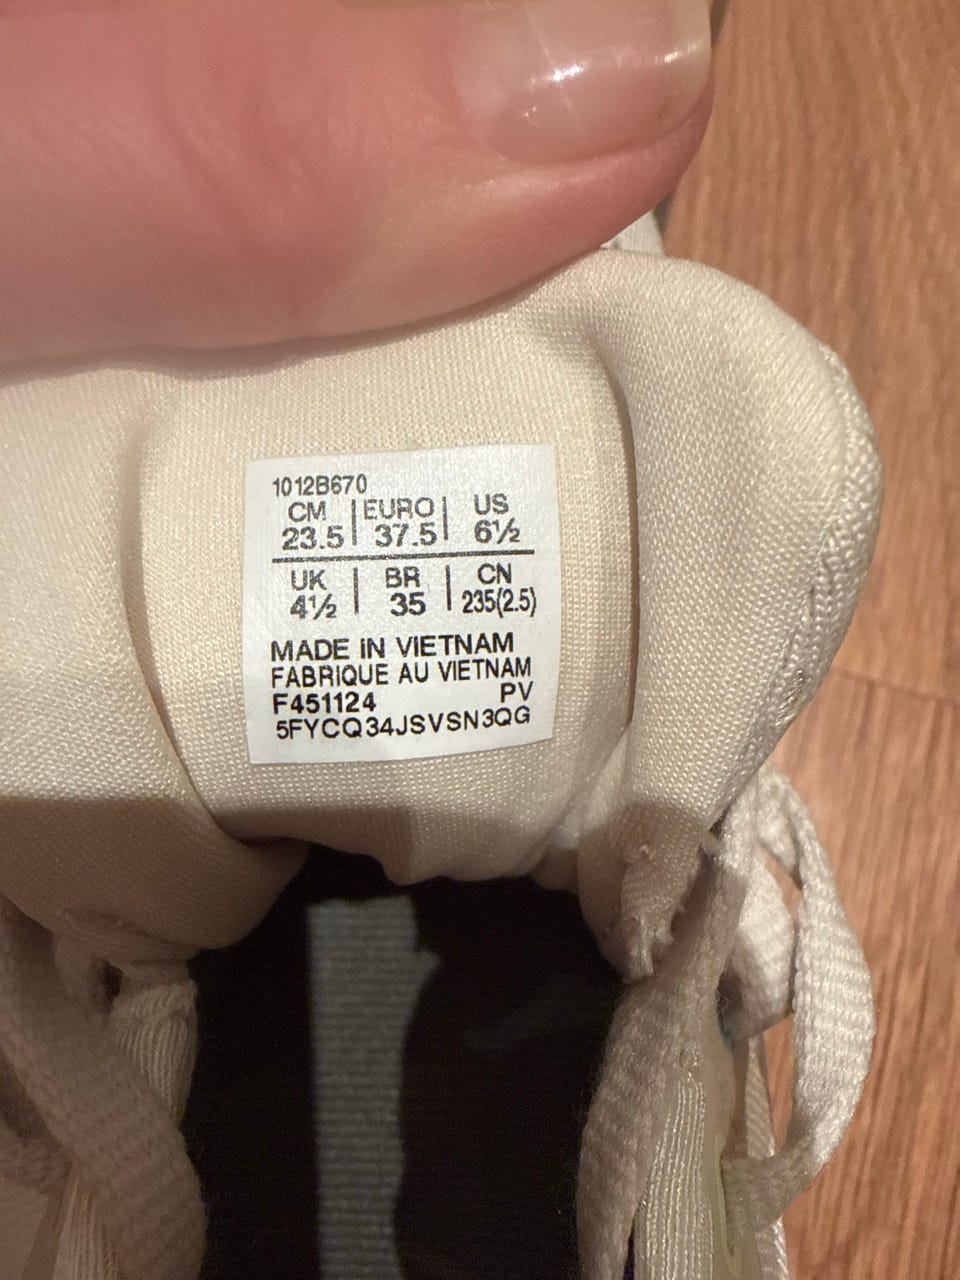 1012B670
CM | EURO | US
23.5 | 37.5 | 6½
UK | BR | CN
4½ | 35 | 235(2.5)
MADE IN VIETNAM
FABRIQUE AU VIETNAM
F451124 PV
5FYCQ34JSVSN3QG